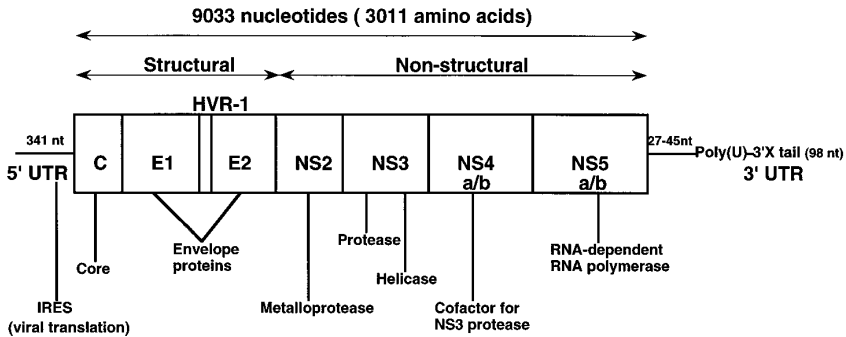 9033 nucleotides ( 3011 amino acids)
Structural
Non-structural
HVR-1
341 nt
5' UTR
C
E1
E2
NS2
NS3
NS4
a/b
NS5
a/b
27-45nt
Poly(U)–3'X tail (98 nt)
3' UTR
Core
Envelope
proteins
Protease
Helicase
RNA-dependent
RNA polymerase
IRES
(viral translation)
Metalloprotease
Cofactor for
NS3 protease